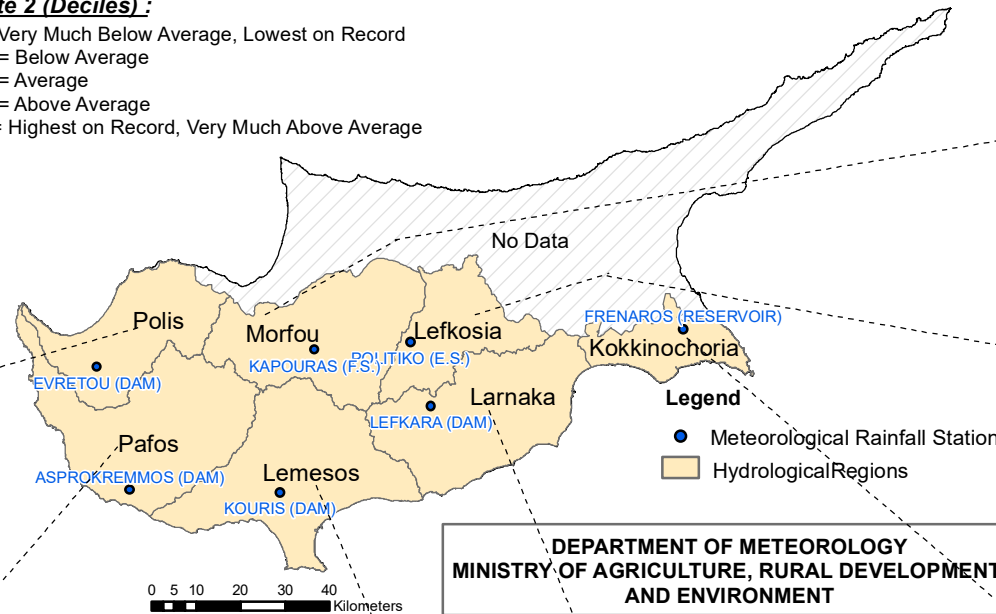 te 2 (Deciles) :
Very Much Below Average, Lowest on Record
= Below Average
= Average
= Above Average
= Highest on Record, Very Much Above Average
No Data
Polis
Morfou
Lefkosia
FRENAROS (RESERVOIR)
Kokkinochoria
KAPOURAS (F.S.)
POLITIKO (E.S.)
EVRETOU (DAM)
Larnaka
LEFKARA (DAM)
Pafos
ASPROKREMMOS (DAM)
Lemesos
KOURIS (DAM)
Legend
Meteorological Rainfall Station
HydrologicalRegions
DEPARTMENT OF METEOROLOGY
MINISTRY OF AGRICULTURE, RURAL DEVELOPMENT
AND ENVIRONMENT
0 5 10 20 30 40
Kilometers